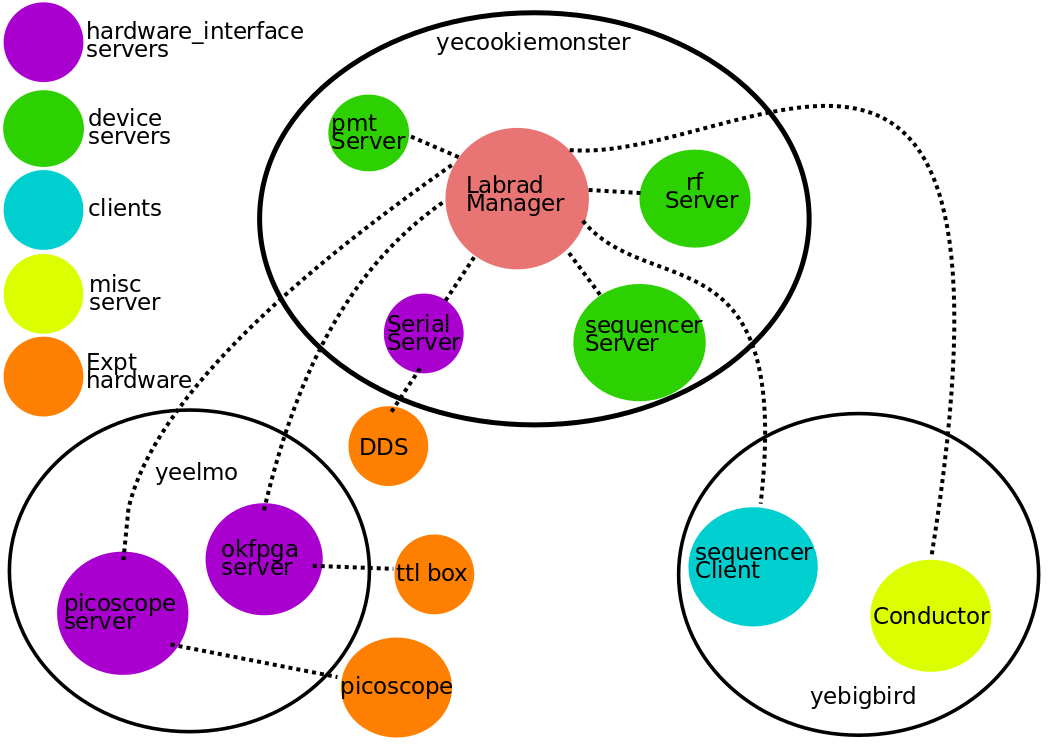 hardware_interface
servers
device
servers
clients
misc
server
Expt
hardware
yecookiemonster
pmt
Server
Labrad
Manager
rf
Server
Serial
Server
sequencer
Server
DDS
yeelmo
okfpga
server
ttl box
picoscope
server
picoscope
sequencer
Client
Conductor
yebigbird